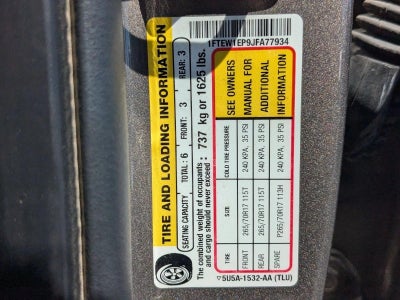 1FTEW1EP9JFA77934
TIRE AND LOADING INFORMATION
SEATING CAPACITY TOTAL: 6 FRONT: 3 REAR: 3
The combined weight of occupants
and cargo should never exceed : 737 kg or 1625 lbs.
TIRE SIZE COLD TIRE PRESSURE
FRONT 265/70R17 115T 240 KPA, 35 PSI
REAR 265/70R17 115T 240 KPA, 35 PSI
SPARE P265/70R17 113H 240 KPA, 35 PSI
SEE OWNERS
MANUAL FOR
ADDITIONAL
INFORMATION
5U5A-1532-AA (TLU)